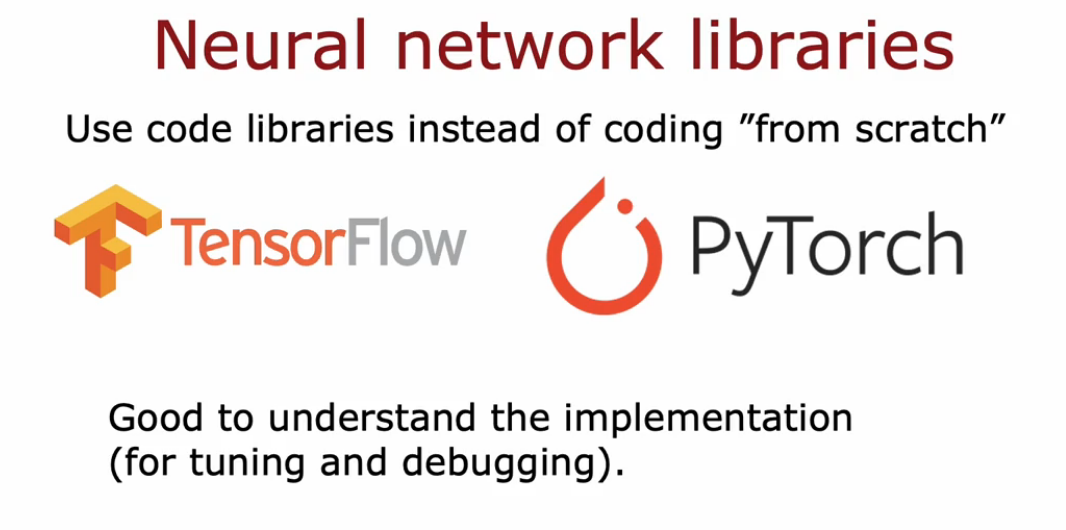 Neural network libraries
Use code libraries instead of coding ”from scratch”
TensorFlow
PyTorch
Good to understand the implementation
(for tuning and debugging).